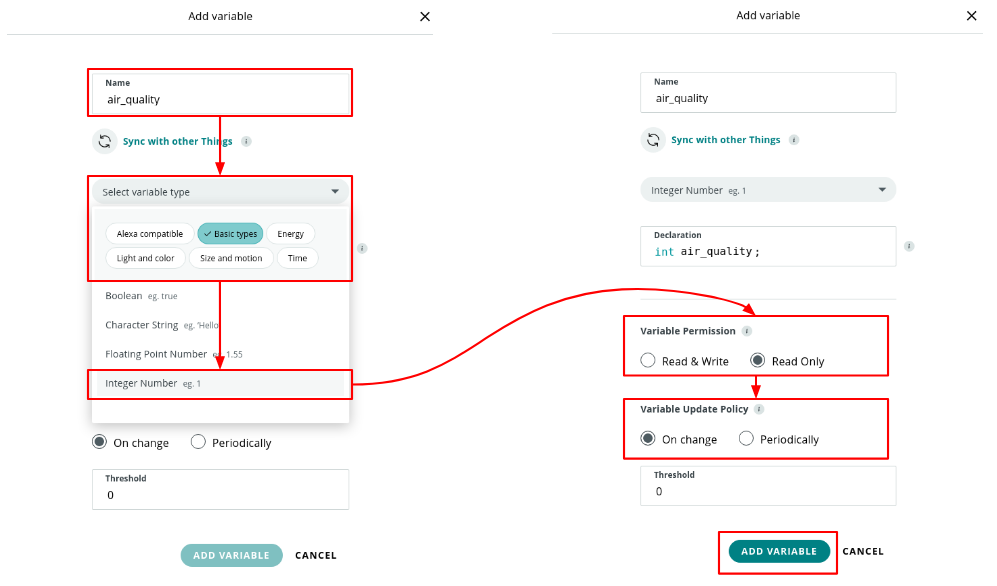 Add variable
Name
air_quality
Sync with other Things i
Select variable type
Alexa compatible Basic types Energy
Light and color Size and motion Time
i
Boolean eg. true
Character String eg. 'Hello
Floating Point Number eg. 1.55
Integer Number eg. 1
On change Periodically
Threshold
0
ADD VARIABLE CANCEL
Add variable
Name
air_quality
Sync with other Things i
Integer Number eg. 1
Declaration
int air_quality;
i
Variable Permission i
Read & Write Read Only
Variable Update Policy i
On change Periodically
Threshold
0
ADD VARIABLE CANCEL